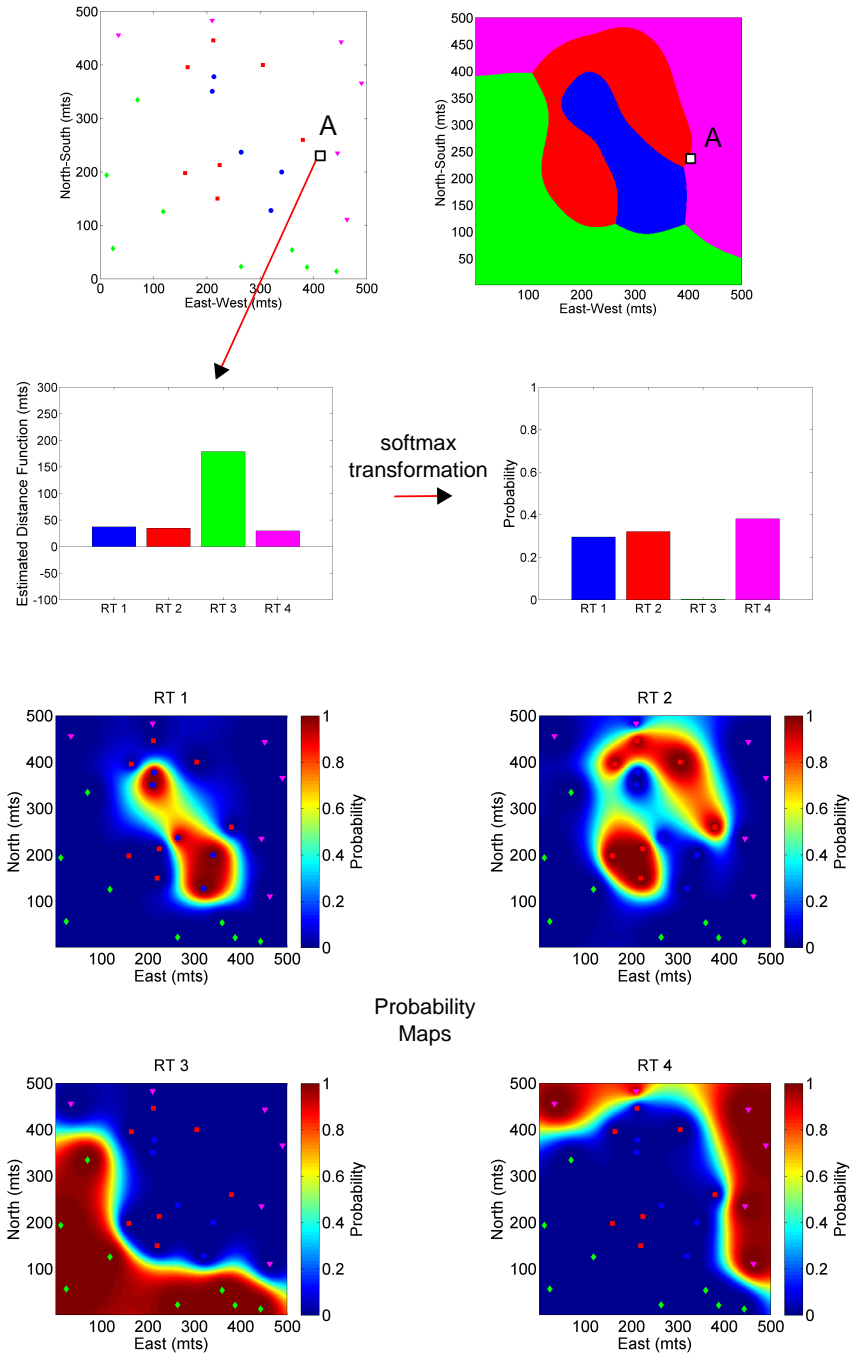 500
400
300
200
100
0
North-South (mts)
0 100 200 300 400 500
East-West (mts)
A
500
450
400
350
300
250
200
150
100
50
North-South (mts)
100 200 300 400 500
East-West (mts)
A
300
250
200
150
100
50
0
-50
-100
Estimated Distance Function (mts)
RT 1 RT 2 RT 3 RT 4
softmax
transformation
1
0.8
0.6
0.4
0.2
0
Probability
RT 1 RT 2 RT 3 RT 4
RT 1
500
400
300
200
100
North (mts)
100 200 300 400 500
East (mts)
1
0.8
0.6
0.4
0.2
0
Probability
RT 2
500
400
300
200
100
North (mts)
100 200 300 400 500
East (mts)
1
0.8
0.6
0.4
0.2
0
Probability
Probability
Maps
RT 3
500
400
300
200
100
North (mts)
100 200 300 400 500
East (mts)
1
0.8
0.6
0.4
0.2
0
Probability
RT 4
500
400
300
200
100
North (mts)
100 200 300 400 500
East (mts)
1
0.8
0.6
0.4
0.2
0
Probability